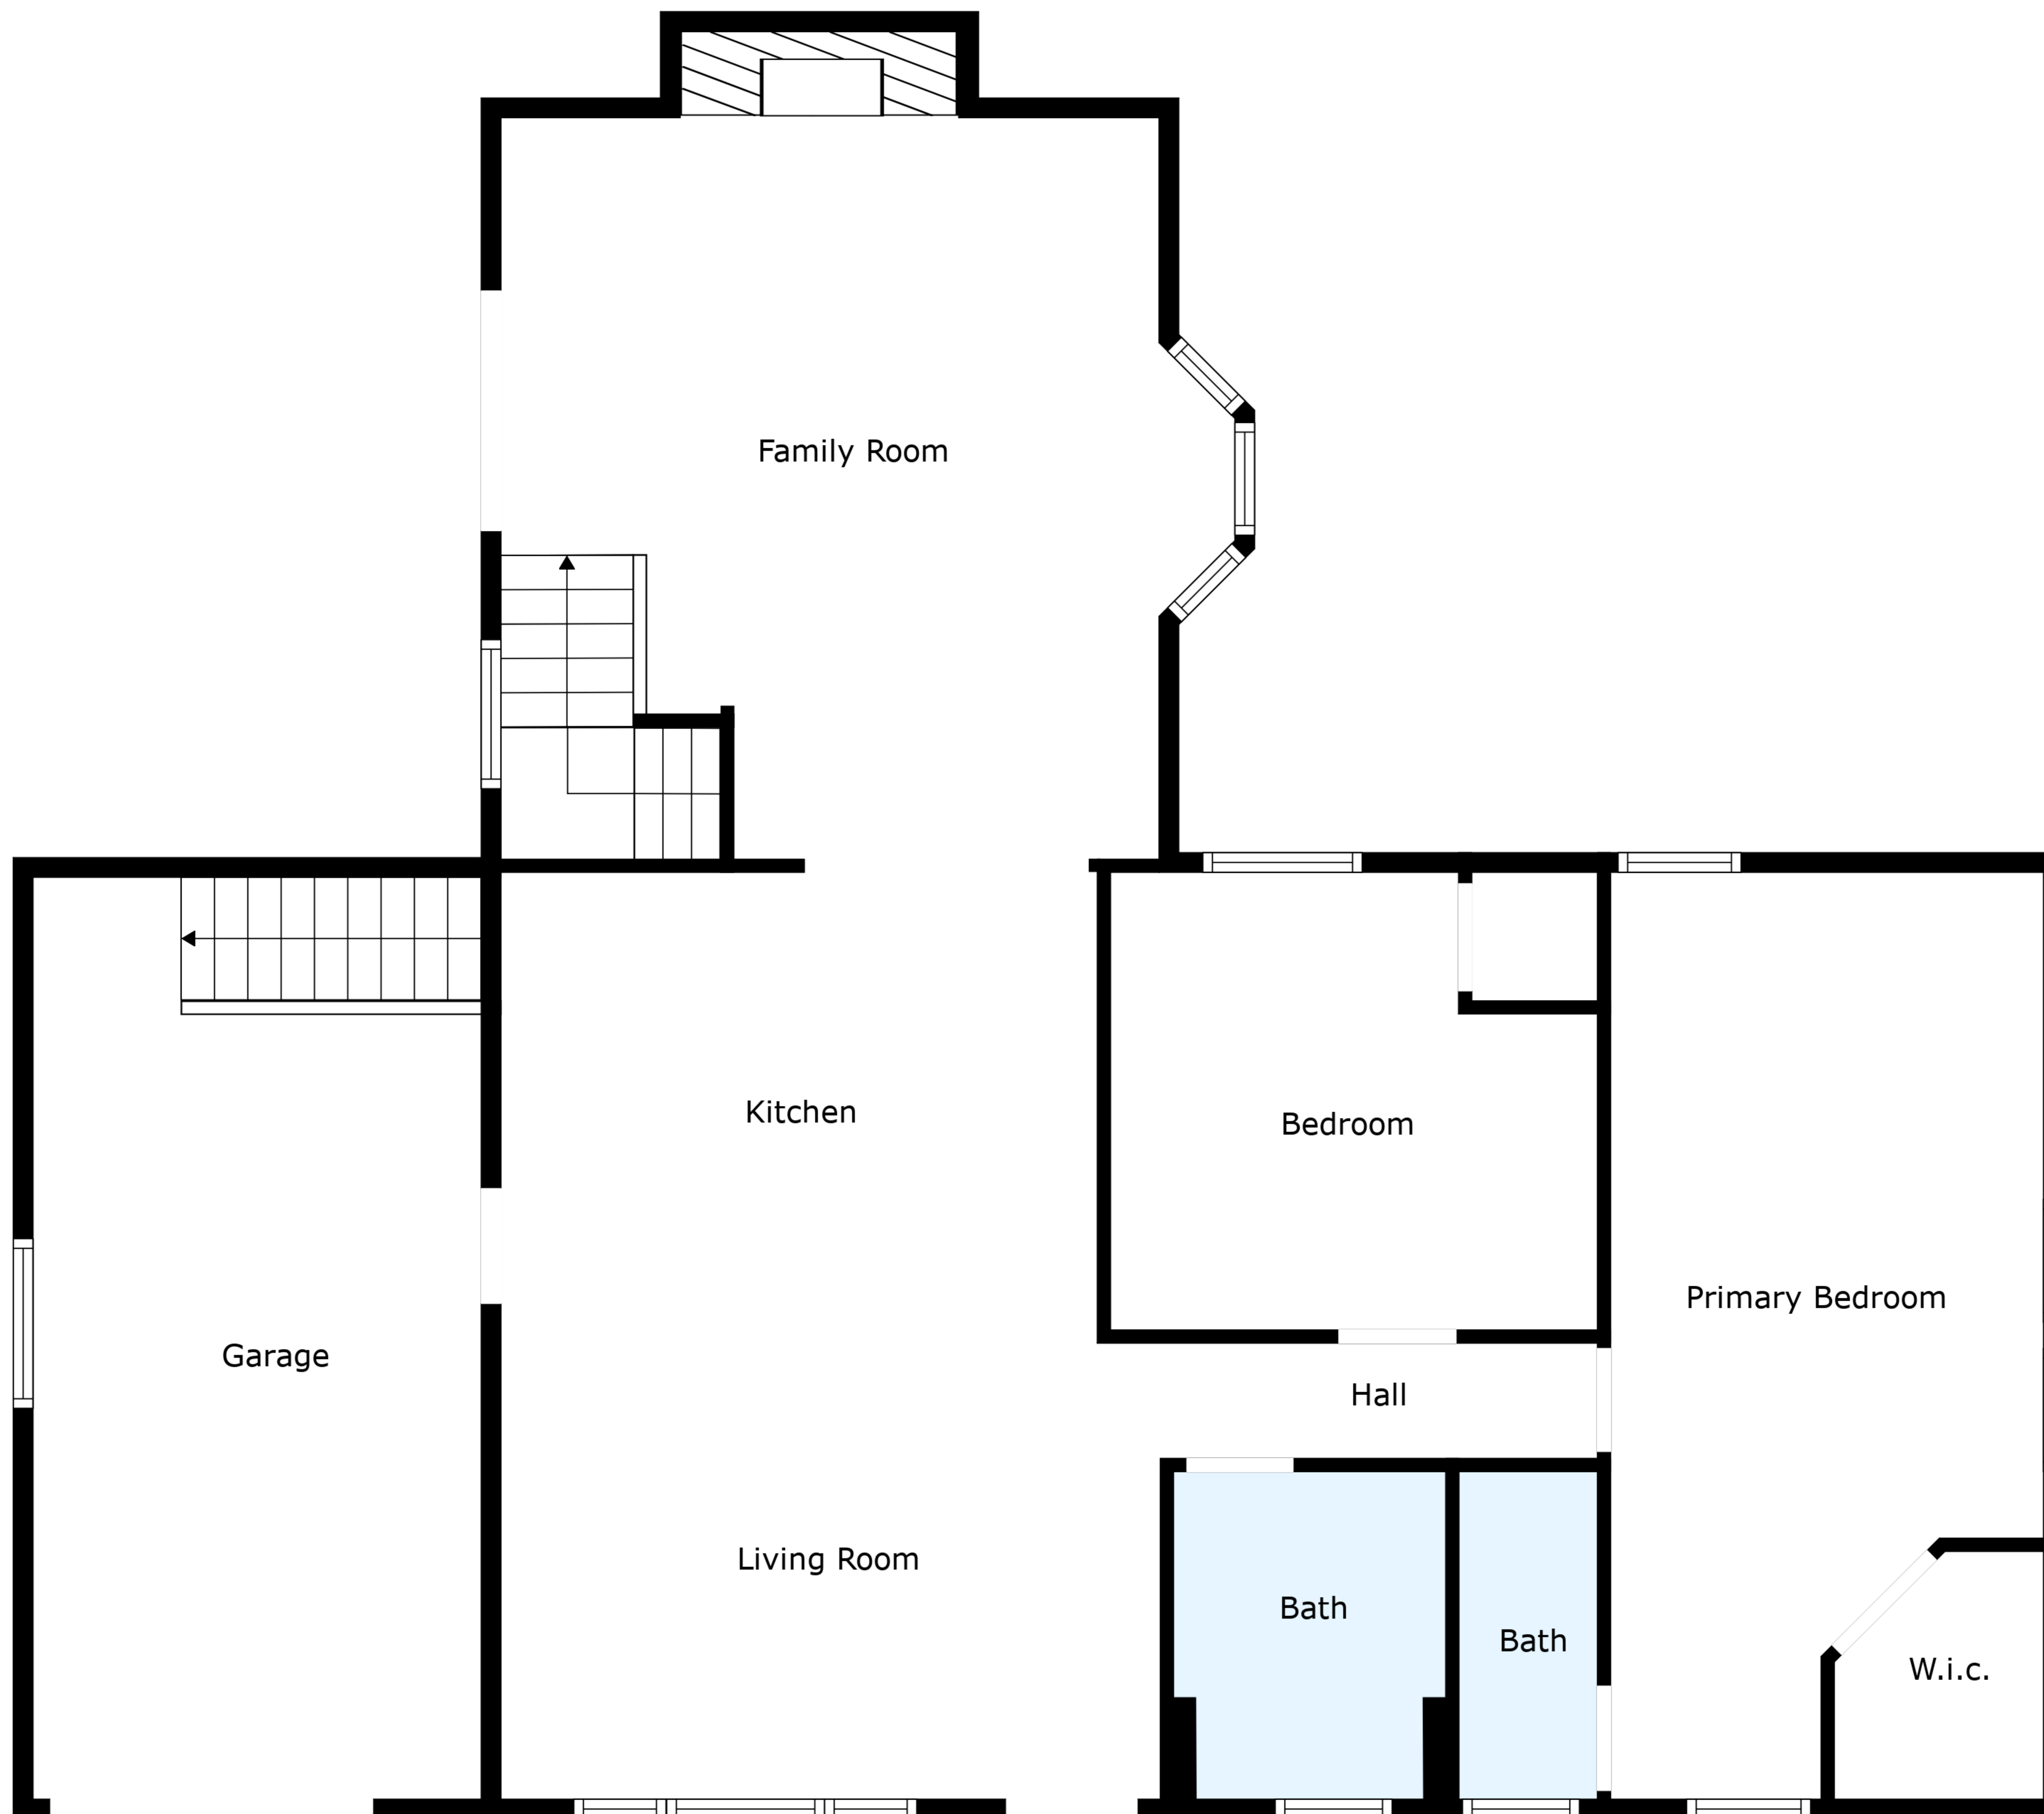 Family Room
Kitchen
Bedroom
Primary Bedroom
Garage
Hall
Living Room
Bath
Bath
W.i.c.